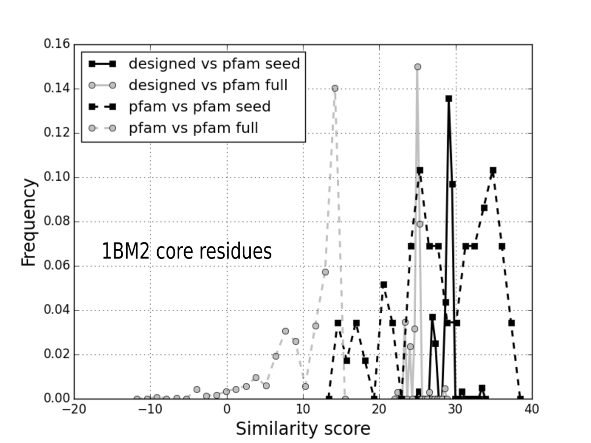 0.16
0.14
0.12
0.10
0.08
0.06
0.04
0.02
0.00
Frequency
designed vs pfam seed
designed vs pfam full
pfam vs pfam seed
pfam vs pfam full
1BM2 core residues
−20 −10 0 10 20 30 40
Similarity score